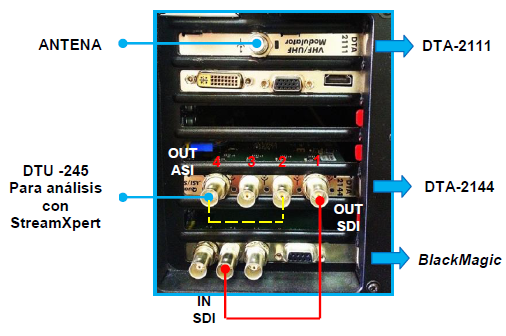 ANTENA
DTA
2111
VHF/UHF
Modulator
DTA-2111
OUT
ASI
4
3
2
1
DTU -245
Para análisis
con
StreamXpert
DTA-2144
OUT
SDI
BlackMagic
IN
SDI